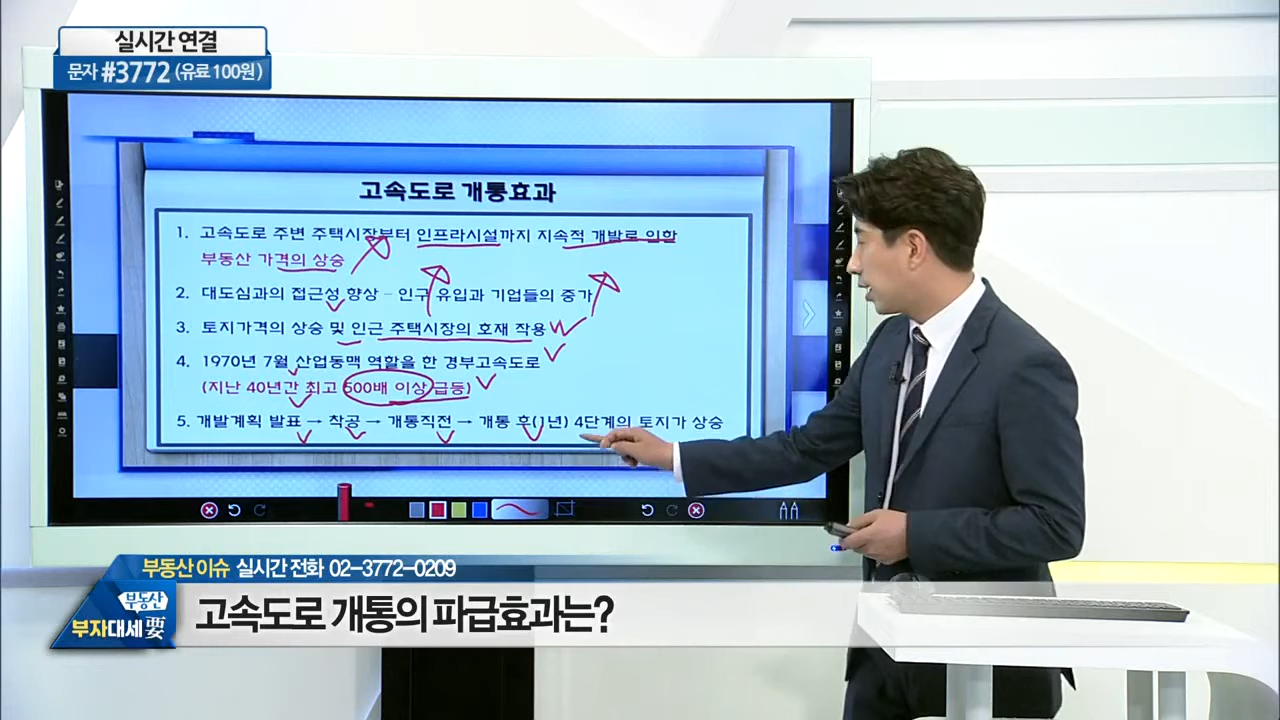 실시간 연결
문자 #3772 (유료 100원)
고속도로 개통효과
1. 고속도로 주변 주택시장부터 인프라시설까지 지속적 개발로 인함
부동산 가격의 상승
2. 대도심과의 접근성 향상 - 인구 유입과 기업들의 증가
3. 토지가격의 상승 및 인근 주택시장의 호재 작용
4. 1970년 7월 산업동맥 역할을 한 경부고속도로
(지난 40년간 최고 600배 이상 급등)
5. 개발계획 발표 → 착공 → 개통직전 → 개통 후(1년) 4단계의 토지가 상승
부동산 이슈 실시간 전화 02-3772-0209
부동산
부자대세 要
고속도로 개통의 파급효과는?